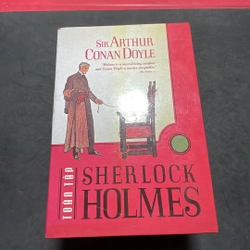 SIR ARTHUR
CONAN DOYLE
TOÀN TẬP
SHERLOCK
HOLMES